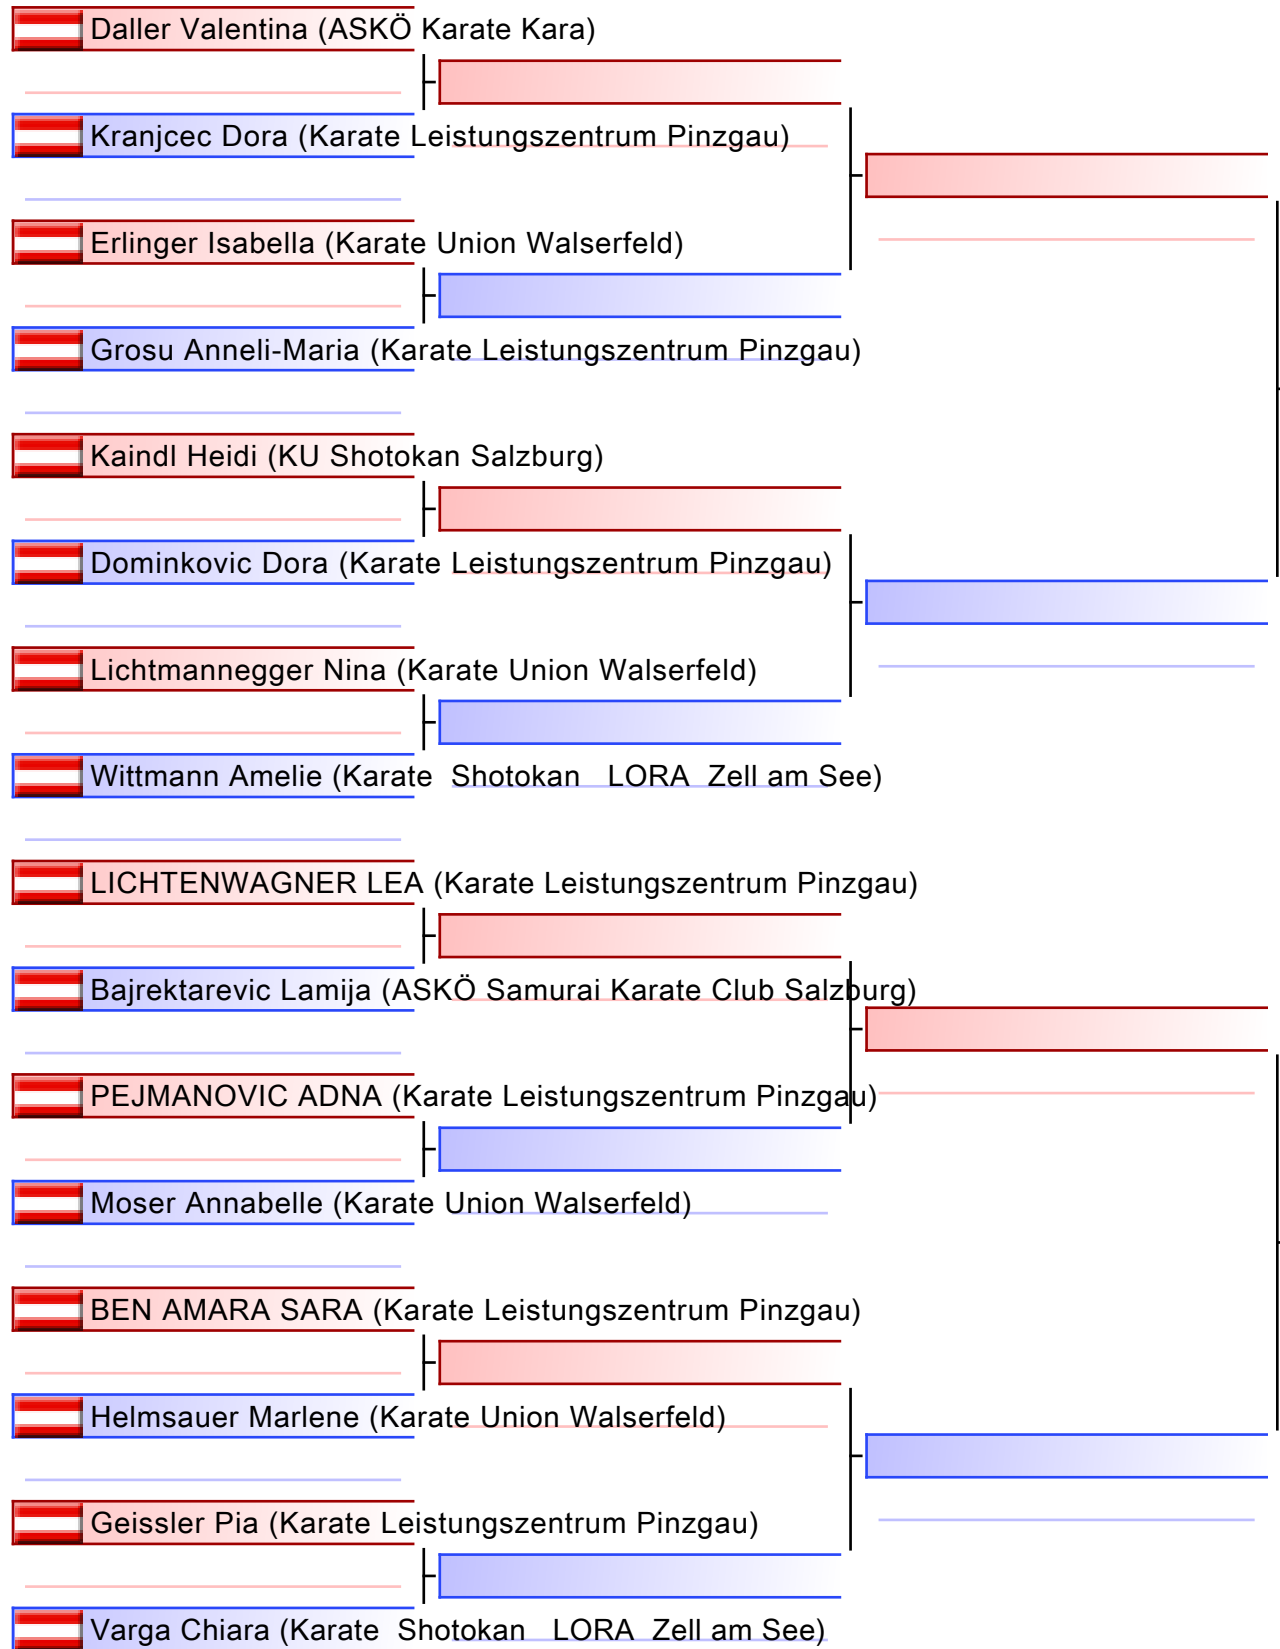 Daller Valentina (ASKÖ Karate Kara)
Kranjcec Dora (Karate Leistungszentrum Pinzgau)
Erlinger Isabella (Karate Union Walserfeld)
Grosu Anneli-Maria (Karate Leistungszentrum Pinzgau)
Kaindl Heidi (KU Shotokan Salzburg)
Dominkovic Dora (Karate Leistungszentrum Pinzgau)
Lichtmannegger Nina (Karate Union Walserfeld)
Wittmann Amelie (Karate  Shotokan   LORA  Zell am See)
LICHTENWAGNER LEA (Karate Leistungszentrum Pinzgau)
Bajrektarevic Lamija (ASKÖ Samurai Karate Club Salzburg)
PEJMANOVIC ADNA (Karate Leistungszentrum Pinzgau)
Moser Annabelle (Karate Union Walserfeld)
BEN AMARA SARA (Karate Leistungszentrum Pinzgau)
Helmsauer Marlene (Karate Union Walserfeld)
Geissler Pia (Karate Leistungszentrum Pinzgau)
Varga Chiara (Karate  Shotokan   LORA  Zell am See)